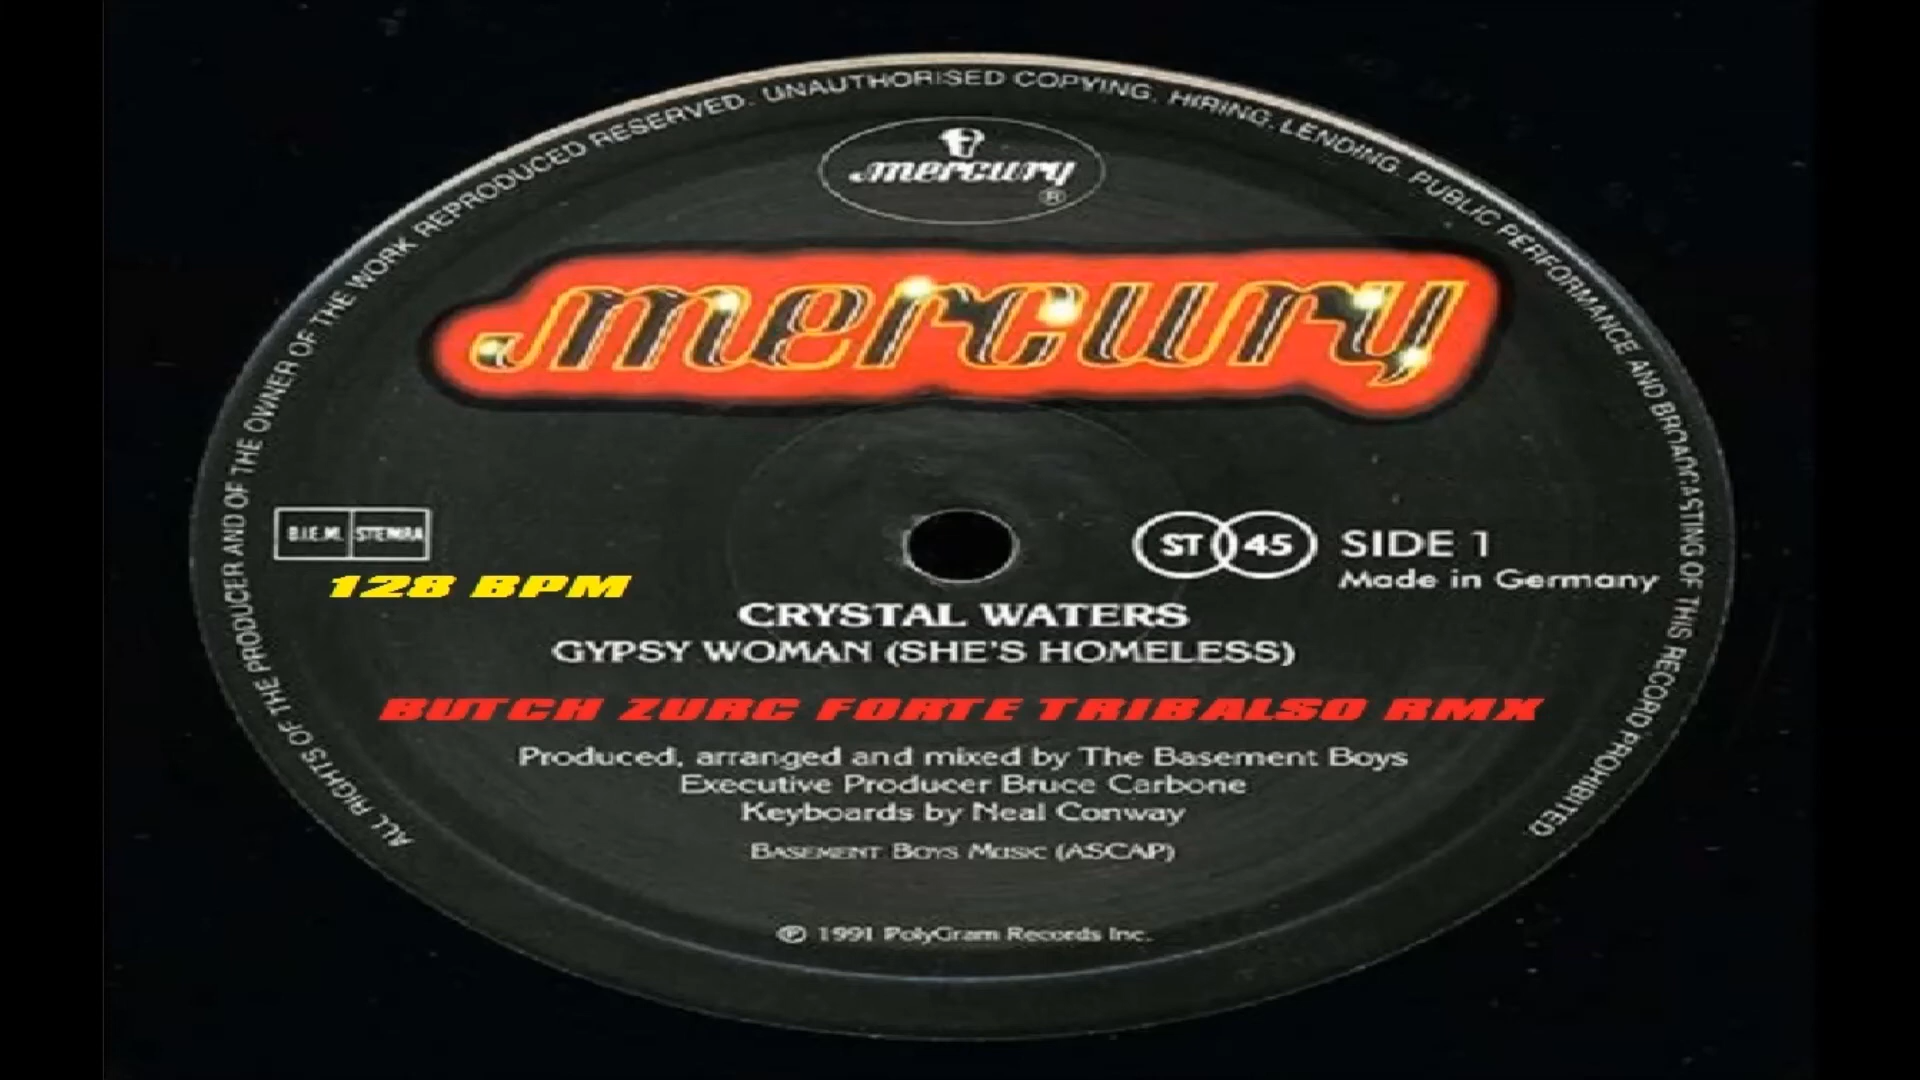 ALL RIGHTS OF THE PRODUCER AND OF THE OWNER OF THE WORK REPRODUCED RESERVED. UNAUTHORISED COPYING, HIRING, LENDING, PUBLIC PERFORMANCE AND BROADCASTING OF THIS RECORD PROHIBITED
mercury
®
mercury
B.I.E.M. STEMRA
ST 45 SIDE 1
Made in Germany
128 BPM
CRYSTAL WATERS
GYPSY WOMAN (SHE'S HOMELESS)
BUTCH ZURC FORTE TRIBALSO RMX
Produced, arranged and mixed by The Basement Boys
Executive Producer Bruce Carbone
Keyboards by Neal Conway
BASEMENT BOYS MUSIC (ASCAP)
℗ 1991 PolyGram Records Inc.